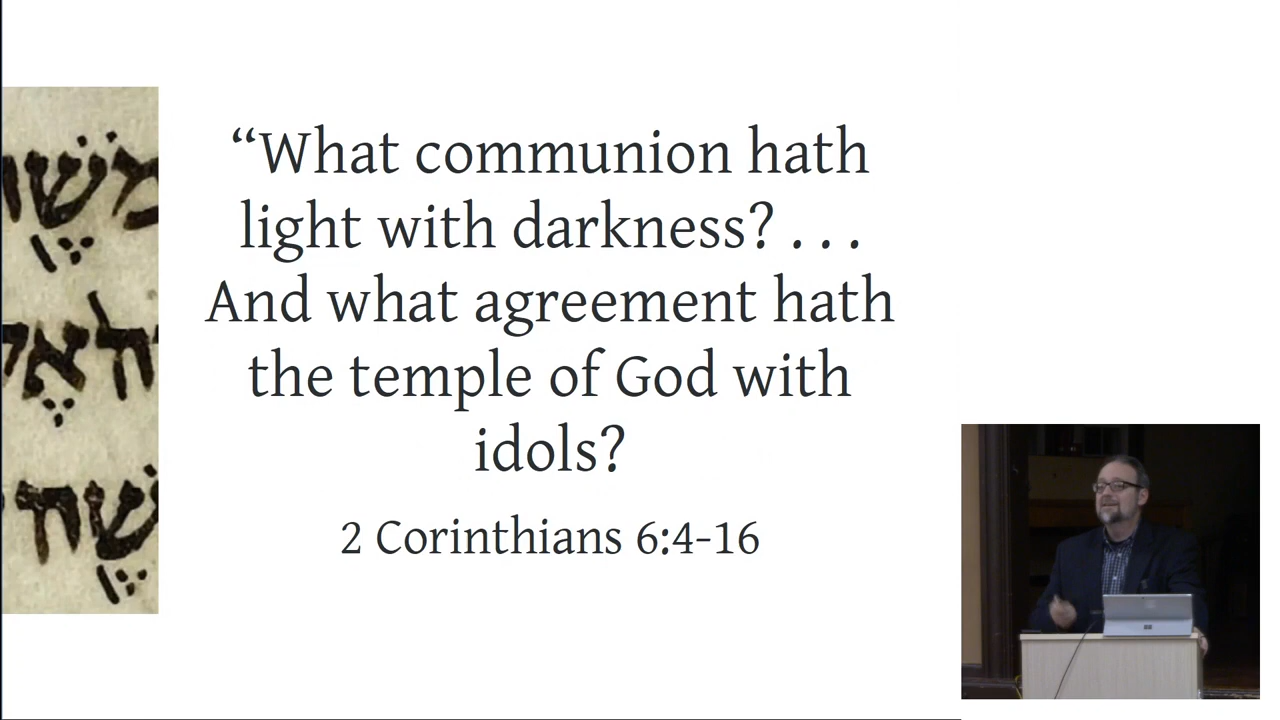 “What communion hath
light with darkness? . . .
And what agreement hath
the temple of God with
idols?
2 Corinthians 6:4-16